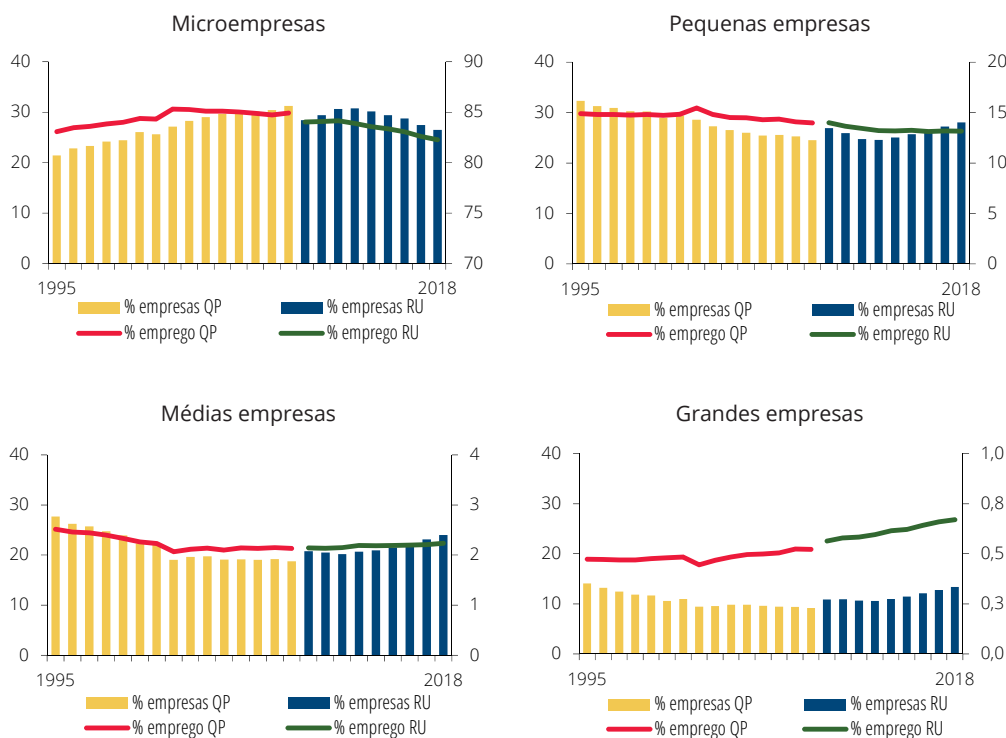 Microempresas
40
30
20
10
0
90
85
80
75
70
1995
2018
% empresas QP
% empresas RU
% emprego QP
% emprego RU
Pequenas empresas
40
30
20
10
0
20
15
10
5
0
1995
2018
% empresas QP
% empresas RU
% emprego QP
% emprego RU
Médias empresas
40
30
20
10
0
4
3
2
1
0
1995
2018
% empresas QP
% empresas RU
% emprego QP
% emprego RU
Grandes empresas
40
30
20
10
0
1,0
0,8
0,5
0,3
0,0
1995
2018
% empresas QP
% empresas RU
% emprego QP
% emprego RU